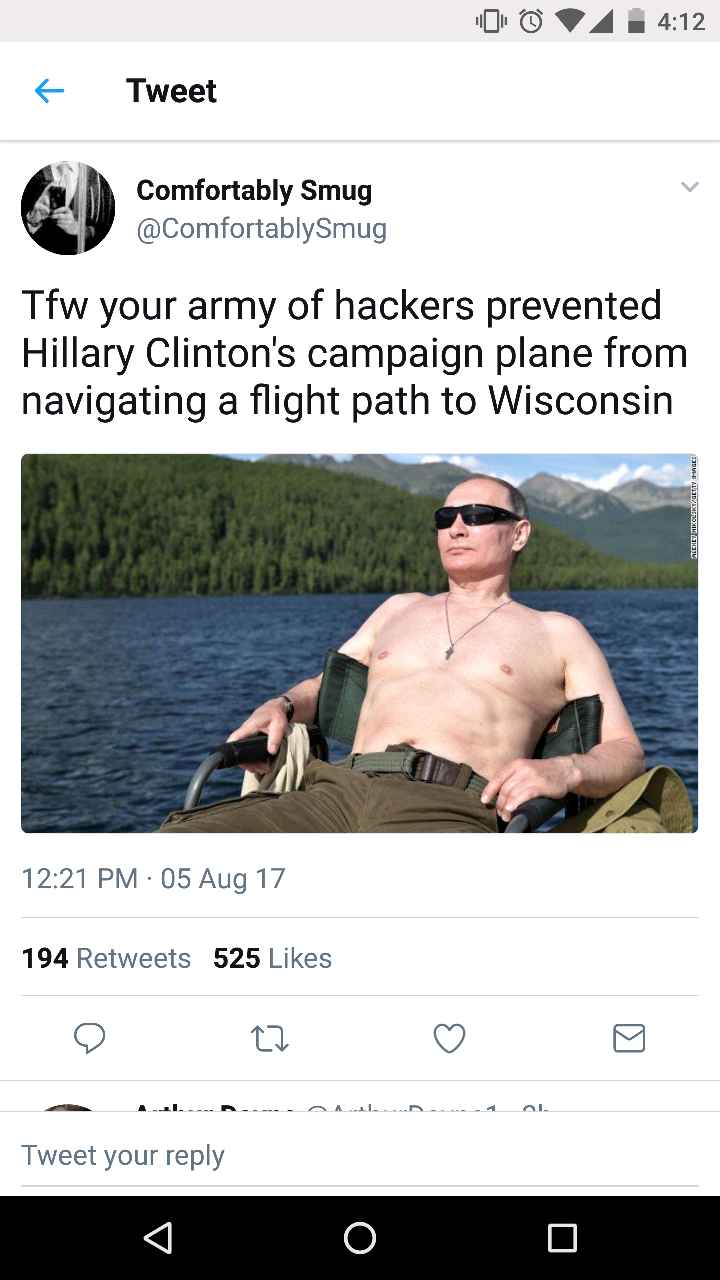 4:12
Tweet
Comfortably Smug
@ComfortablySmug
Tfw your army of hackers prevented
Hillary Clinton's campaign plane from
navigating a flight path to Wisconsin
ALEXEY NIKOLSKY/GETTY IMAGES
12:21 PM · 05 Aug 17
194 Retweets 525 Likes
Tweet your reply